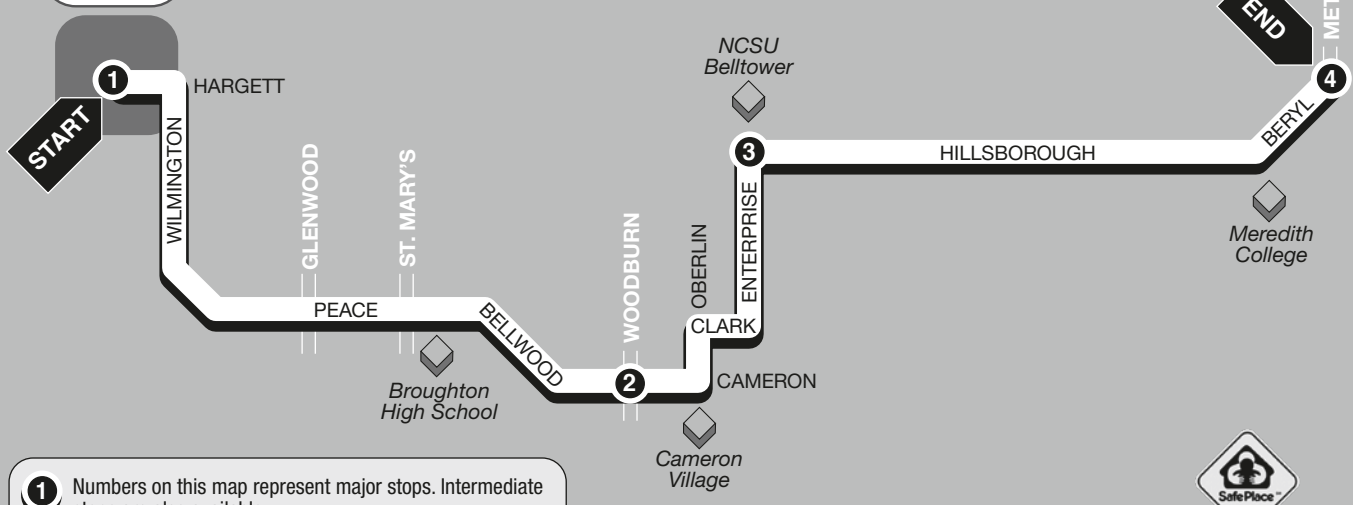 END
MET
NCSU
Belltower
1
HARGETT
4
START
BERYL
WILMINGTON
3
HILLSBOROUGH
GLENWOOD
ST. MARY'S
WOODBURN
OBERLIN
ENTERPRISE
Meredith
College
PEACE
BELLWOOD
CLARK
2
CAMERON
Broughton
High School
Cameron
Village
1 Numbers on this map represent major stops. Intermediate
Safe Place